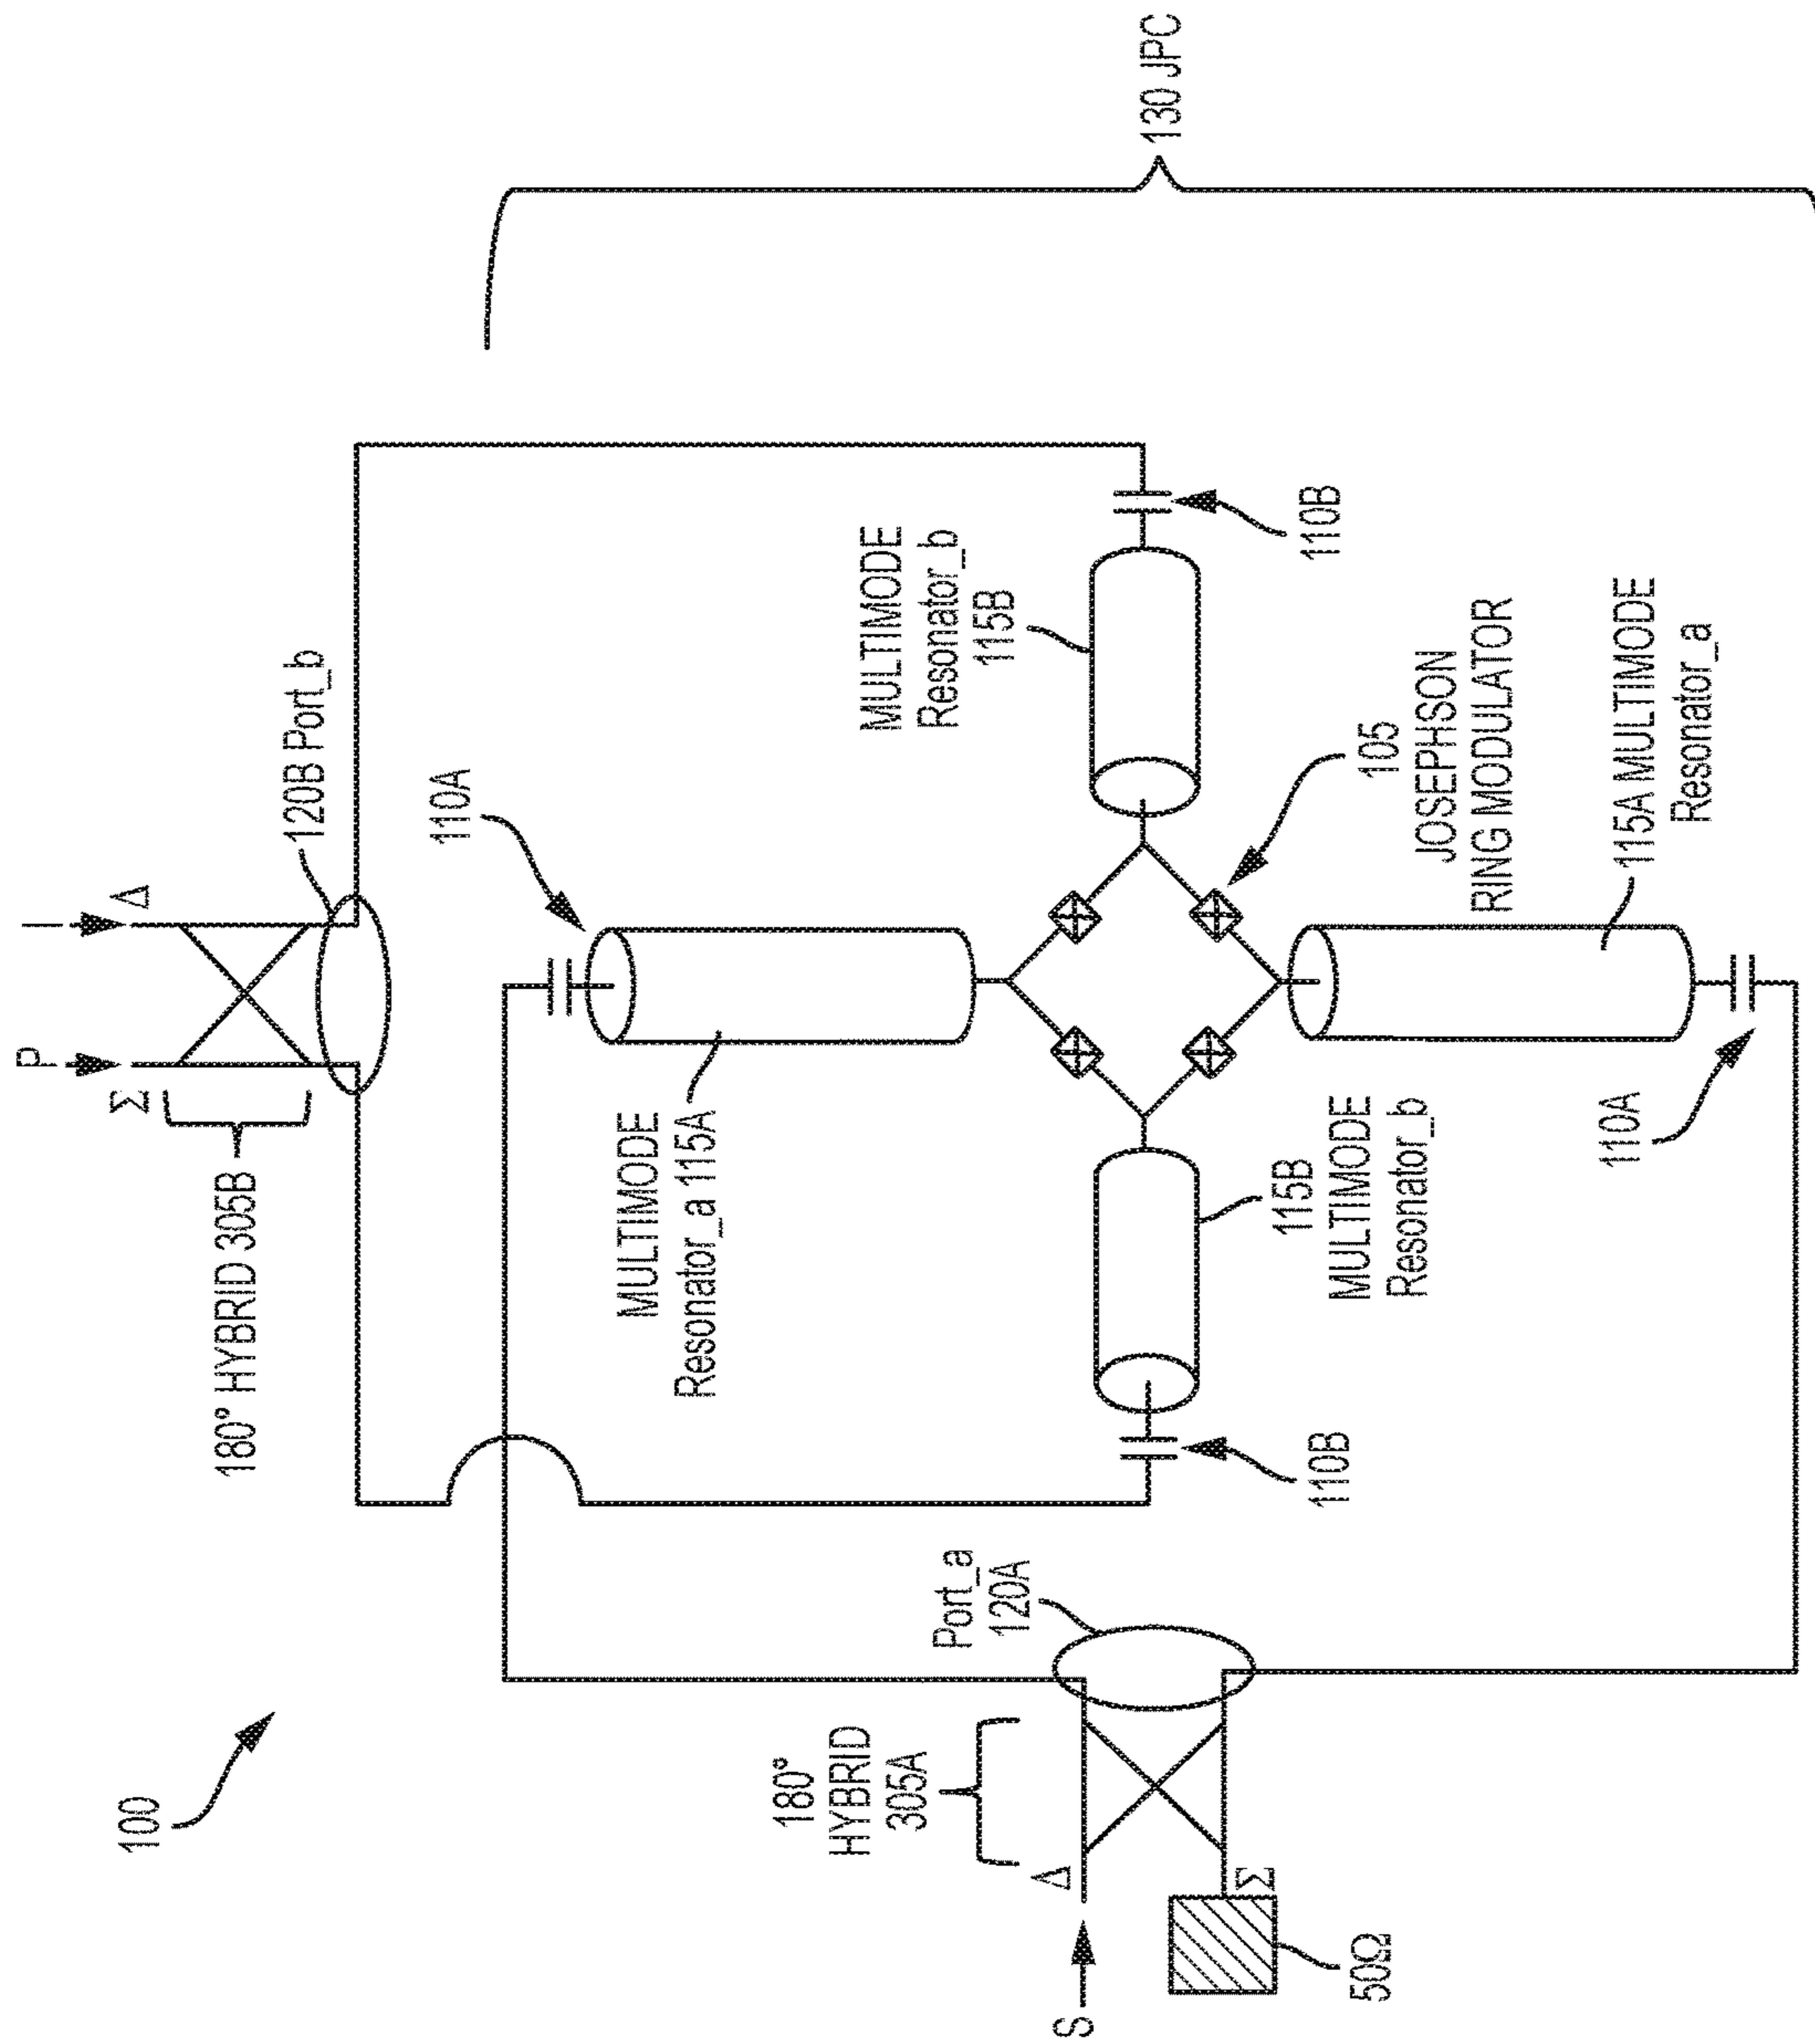 100
S
Δ
50Ω
Σ
180°
HYBRID
305A
Port_a
120A
180° HYBRID 305B
Σ
P
I
Δ
120B Port_b
110B
MULTIMODE
Resonator_a 115A
110A
115B
MULTIMODE
Resonator_b
MULTIMODE
Resonator_b
115B
110B
105
JOSEPHSON
RING MODULATOR
110A
115A MULTIMODE
Resonator_a
130 JPC